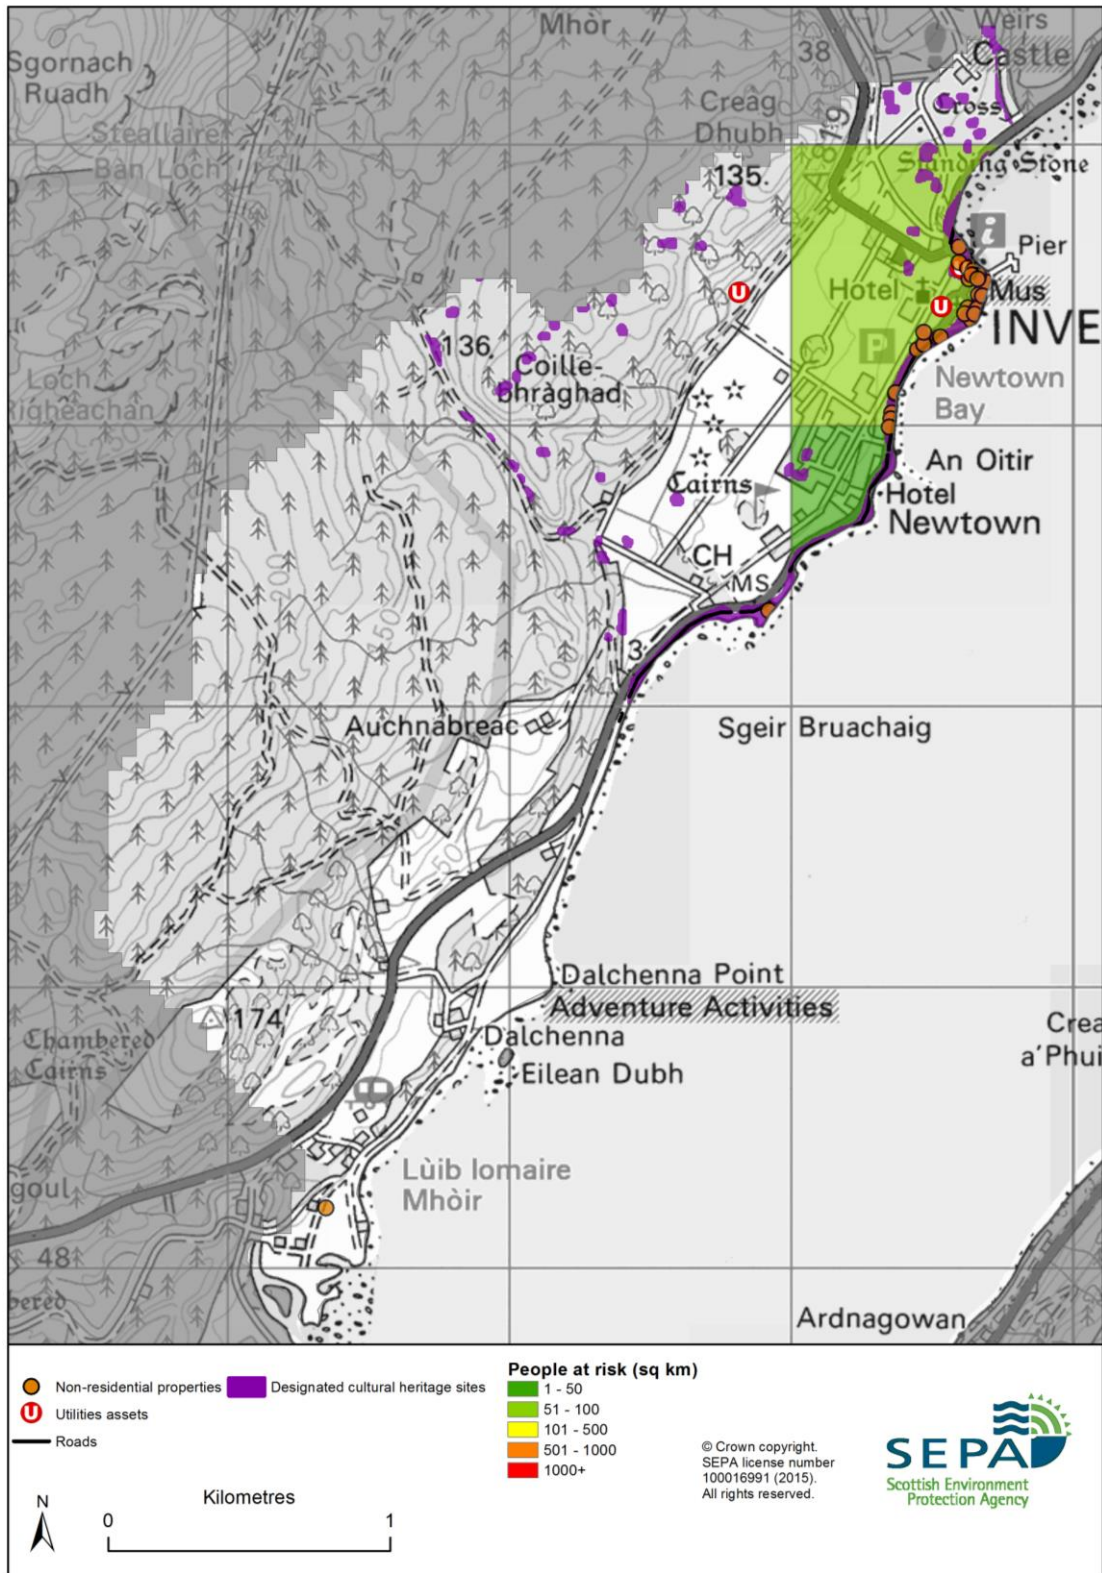 Mhòr
Weirs
Castle
38
Sgornach
Ruadh
Creag
Dhubh
Cross
Steallaire
Bàn Loch
A819
Standing Stone
135
i
Pier
Hotel
Mus
U
U
INVE
136
P
Coille-
bhràghad
Loch
Righeachan
Newtown
Bay
An Oitir
Cairns
Hotel
Newtown
CH
MS
3
Auchnabreac
Sgeir Bruachaig
50
50
Dalchenna Point
Adventure Activities
174
Chambered
Cairns
Dalchenna
Eilean Dubh
Crea
a'Phui
Lùib Iomaire
Mhòir
goul
48
bered
Ardnagowan
Non-residential properties
Designated cultural heritage sites
U Utilities assets
Roads
People at risk (sq km)
1 - 50
51 - 100
101 - 500
501 - 1000
1000+
© Crown copyright.
SEPA license number
100016991 (2015).
All rights reserved.
SEPA
Scottish Environment
Protection Agency
N
Kilometres
0 1